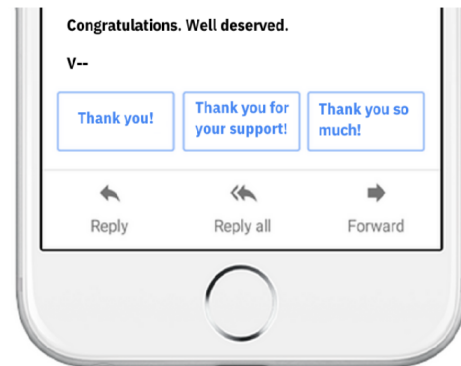 Congratulations. Well deserved.
V--
Thank you!
Thank you for
your support!
Thank you so
much!
Reply
Reply all
Forward